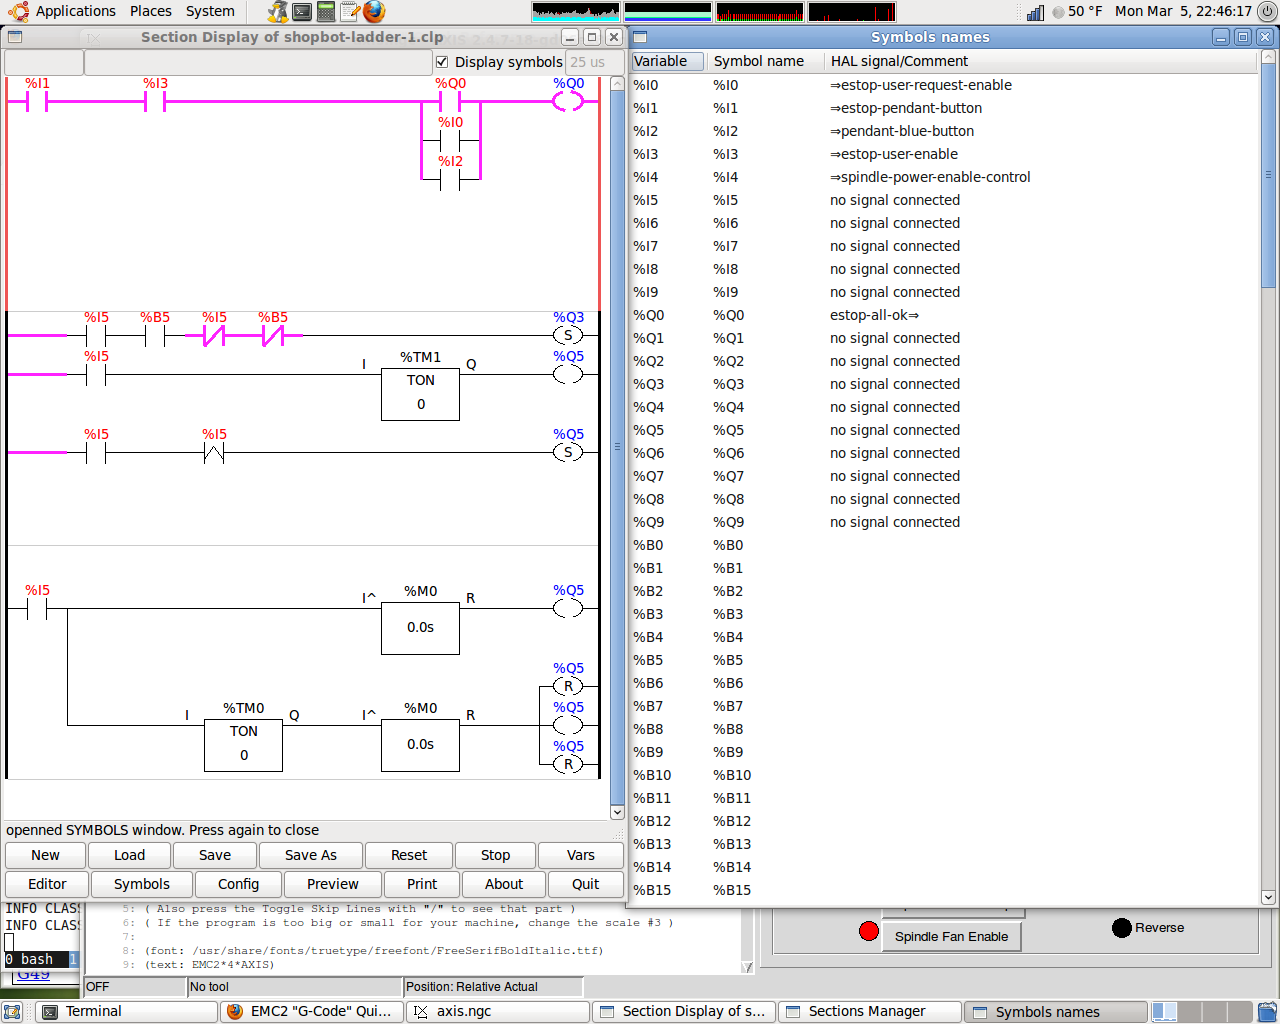 Applications Places System 50 °F Mon Mar 5, 22:46:17
Section Display of shopbot-ladder-1.clp
Display symbols 25 us
%I1 %I3 %Q0 %Q0
%I0
%I2
%I5 %B5 %I5 %B5 %Q3
S
%I5 I %TM1 Q %Q5
TON
0
%I5 %I5 %Q5
S
%I5 I^ %M0 R %Q5
0.0s
%Q5
R
I %TM0 Q I^ %M0 R %Q5
TON
0 0.0s
%Q5
R
openned SYMBOLS window. Press again to close
New Load Save Save As Reset Stop Vars
Editor Symbols Config Preview Print About Quit
Symbols names
Variable Symbol name HAL signal/Comment
%I0 %I0 ⇒estop-user-request-enable
%I1 %I1 ⇒estop-pendant-button
%I2 %I2 ⇒pendant-blue-button
%I3 %I3 ⇒estop-user-enable
%I4 %I4 ⇒spindle-power-enable-control
%I5 %I5 no signal connected
%I6 %I6 no signal connected
%I7 %I7 no signal connected
%I8 %I8 no signal connected
%I9 %I9 no signal connected
%Q0 %Q0 estop-all-ok⇒
%Q1 %Q1 no signal connected
%Q2 %Q2 no signal connected
%Q3 %Q3 no signal connected
%Q4 %Q4 no signal connected
%Q5 %Q5 no signal connected
%Q6 %Q6 no signal connected
%Q7 %Q7 no signal connected
%Q8 %Q8 no signal connected
%Q9 %Q9 no signal connected
%B0 %B0
%B1 %B1
%B2 %B2
%B3 %B3
%B4 %B4
%B5 %B5
%B6 %B6
%B7 %B7
%B8 %B8
%B9 %B9
%B10 %B10
%B11 %B11
%B12 %B12
%B13 %B13
%B14 %B14
%B15 %B15
INFO CLAS
INFO CLAS
0 bash 1
G49
5: ( Also press the Toggle Skip Lines with "/" to see that part )
6: ( If the program is too big or small for your machine, change the scale #3 )
7:
8: (font: /usr/share/fonts/truetype/freefont/FreeSerifBoldItalic.ttf)
9: (text: EMC2*4*AXIS)
OFF No tool Position: Relative Actual
Spindle Fan Enable Reverse
Terminal EMC2 "G-Code" Qui... axis.ngc Section Display of s... Sections Manager Symbols names